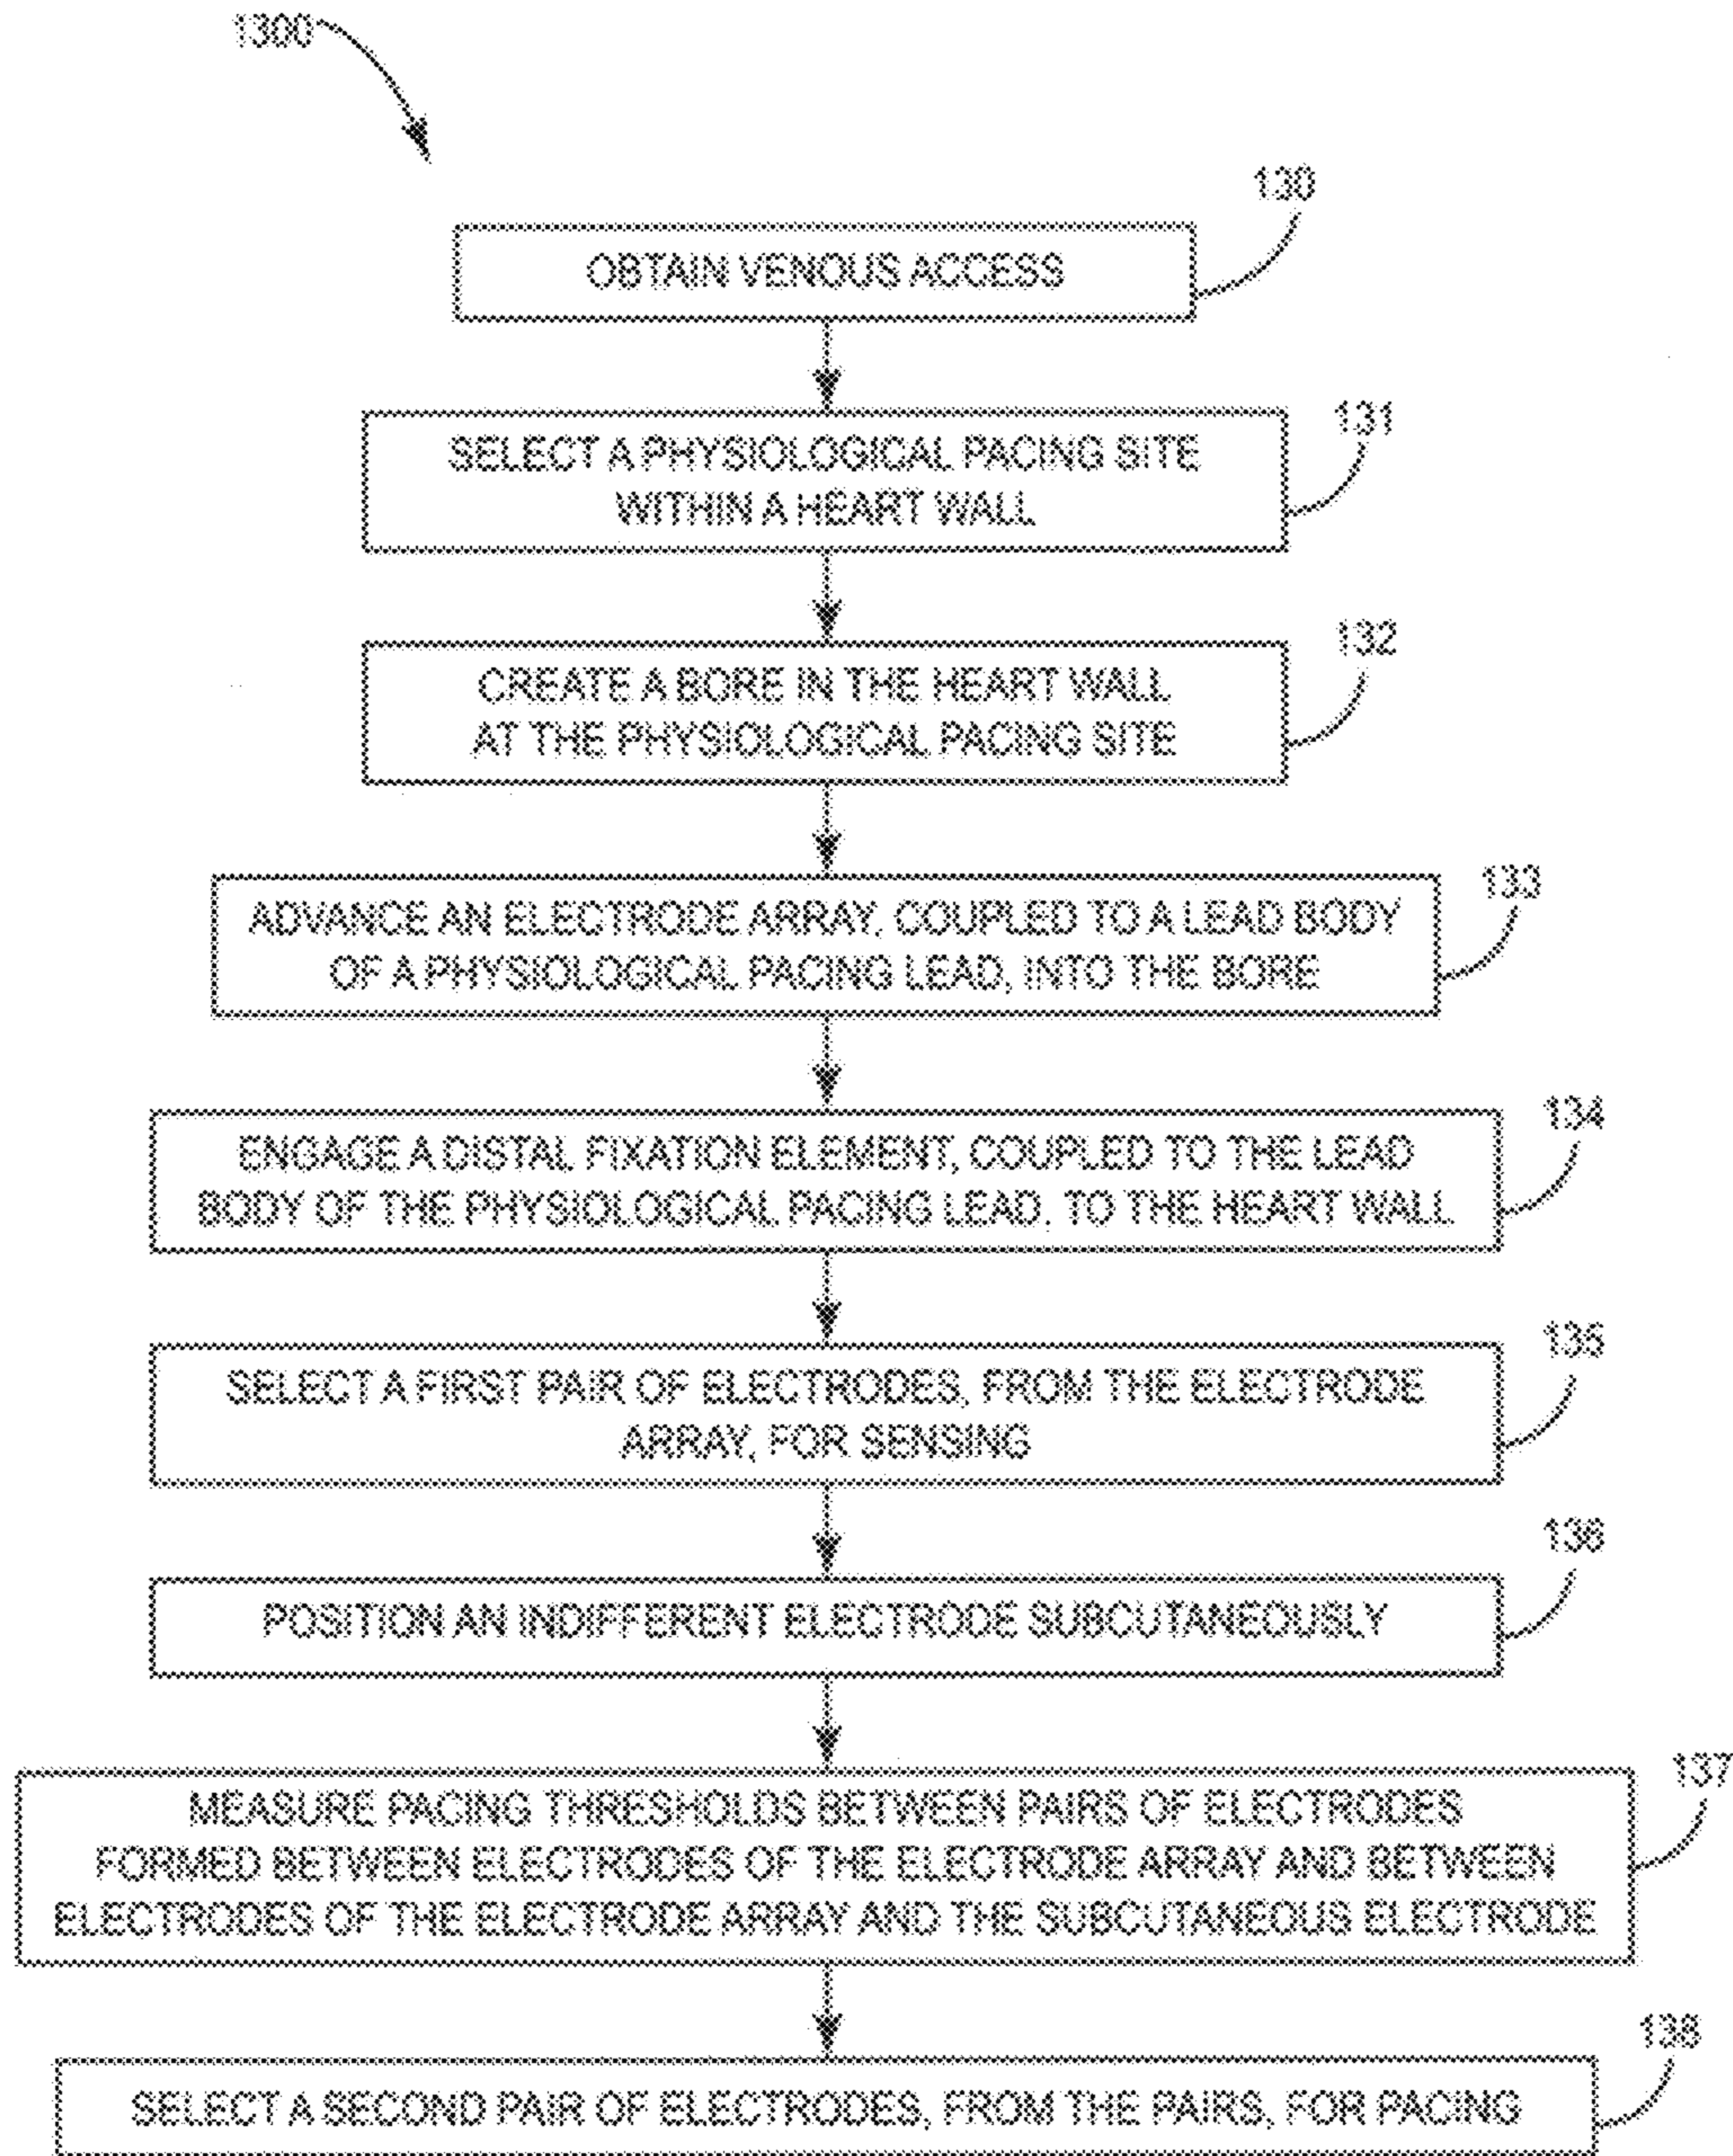 1300
130
OBTAIN VENOUS ACCESS
131
SELECT A PHYSIOLOGICAL PACING SITE
WITHIN A HEART WALL
132
CREATE A BORE IN THE HEART WALL
AT THE PHYSIOLOGICAL PACING SITE
133
ADVANCE AN ELECTRODE ARRAY, COUPLED TO A LEAD BODY
OF A PHYSIOLOGICAL PACING LEAD, INTO THE BORE
134
ENGAGE A DISTAL FIXATION ELEMENT, COUPLED TO THE LEAD
BODY OF THE PHYSIOLOGICAL PACING LEAD, TO THE HEART WALL
135
SELECT A FIRST PAIR OF ELECTRODES, FROM THE ELECTRODE
ARRAY, FOR SENSING
136
POSITION AN INDIFFERENT ELECTRODE SUBCUTANEOUSLY
137
MEASURE PACING THRESHOLDS BETWEEN PAIRS OF ELECTRODES
FORMED BETWEEN ELECTRODES OF THE ELECTRODE ARRAY AND BETWEEN
ELECTRODES OF THE ELECTRODE ARRAY AND THE SUBCUTANEOUS ELECTRODE
138
SELECT A SECOND PAIR OF ELECTRODES, FROM THE PAIRS, FOR PACING